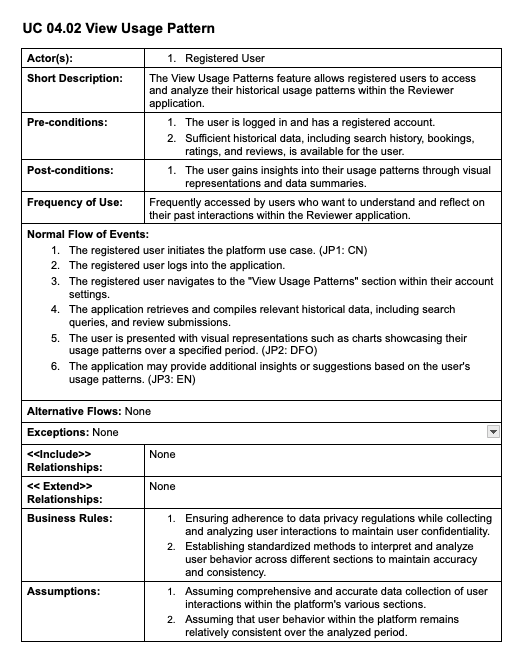 UC 04.02 View Usage Pattern
Actor(s):
1. Registered User
Short Description:
The View Usage Patterns feature allows registered users to access
and analyze their historical usage patterns within the Reviewer
application.
Pre-conditions:
1. The user is logged in and has a registered account.
2. Sufficient historical data, including search history, bookings,
ratings, and reviews, is available for the user.
Post-conditions:
1. The user gains insights into their usage patterns through visual
representations and data summaries.
Frequency of Use:
Frequently accessed by users who want to understand and reflect on
their past interactions within the Reviewer application.
Normal Flow of Events:
1. The registered user initiates the platform use case. (JP1: CN)
2. The registered user logs into the application.
3. The registered user navigates to the "View Usage Patterns" section within their account
settings.
4. The application retrieves and compiles relevant historical data, including search
queries, and review submissions.
5. The user is presented with visual representations such as charts showcasing their
usage patterns over a specified period. (JP2: DFO)
6. The application may provide additional insights or suggestions based on the user's
usage patterns. (JP3: EN)
Alternative Flows: None
Exceptions: None
<<Include>>
Relationships:
None
<< Extend>>
Relationships:
None
Business Rules:
1. Ensuring adherence to data privacy regulations while collecting
and analyzing user interactions to maintain user confidentiality.
2. Establishing standardized methods to interpret and analyze
user behavior across different sections to maintain accuracy
and consistency.
Assumptions:
1. Assuming comprehensive and accurate data collection of user
interactions within the platform's various sections.
2. Assuming that user behavior within the platform remains
relatively consistent over the analyzed period.